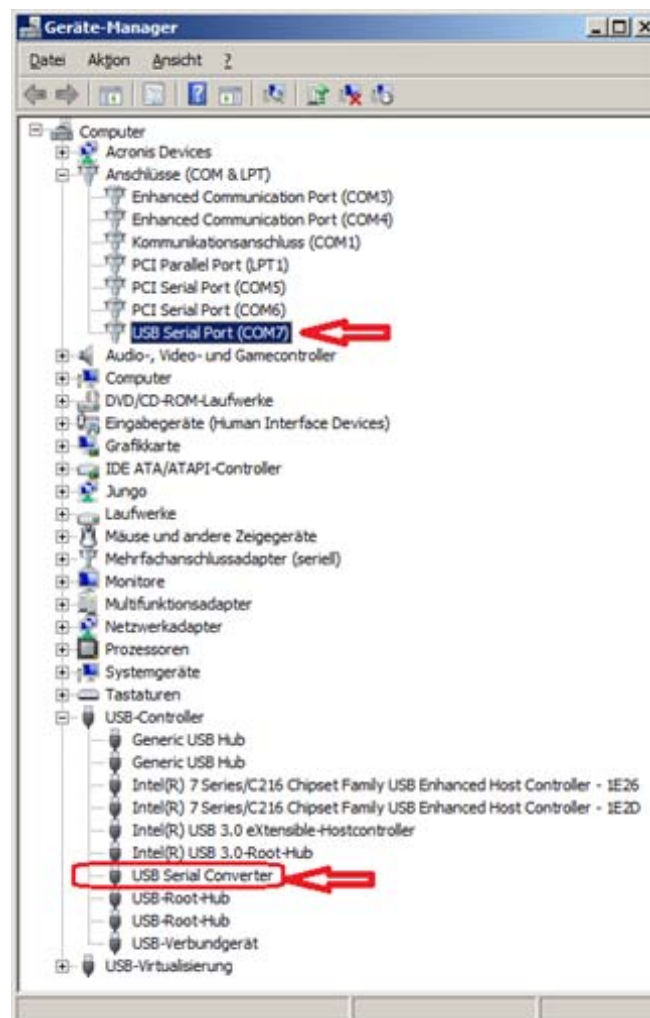 Geräte-Manager
Datei Aktion Ansicht ?
Computer
Acronis Devices
Anschlüsse (COM & LPT)
Enhanced Communication Port (COM3)
Enhanced Communication Port (COM4)
Kommunikationsanschluss (COM1)
PCI Parallel Port (LPT1)
PCI Serial Port (COM5)
PCI Serial Port (COM6)
USB Serial Port (COM7)
Audio-, Video- und Gamecontroller
Computer
DVD/CD-ROM-Laufwerke
Eingabegeräte (Human Interface Devices)
Grafikkarte
IDE ATA/ATAPI-Controller
Jungo
Laufwerke
Mäuse und andere Zeigegeräte
Mehrfachanschlussadapter (seriell)
Monitore
Multifunktionsadapter
Netzwerkadapter
Prozessoren
Systemgeräte
Tastaturen
USB-Controller
Generic USB Hub
Generic USB Hub
Intel(R) 7 Series/C216 Chipset Family USB Enhanced Host Controller - 1E26
Intel(R) 7 Series/C216 Chipset Family USB Enhanced Host Controller - 1E2D
Intel(R) USB 3.0 eXtensible-Hostcontroller
Intel(R) USB 3.0-Root-Hub
USB Serial Converter
USB-Root-Hub
USB-Root-Hub
USB-Verbundgerät
USB-Virtualisierung